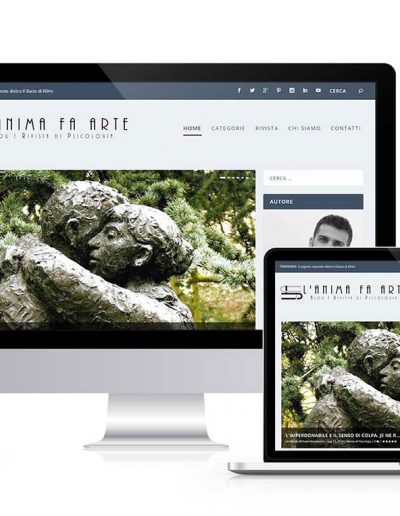 nascosto dietro Il Bacio di Klimt
CERCA
'ANIMA FA ARTE
BLOG E RIVISTA DI PSICOLOGIA
HOME CATEGORIE RIVISTA CHI SIAMO CONTATTI
CERCA ...
AUTORE
TENDENZA Il segreto nascosto dietro Il Bacio di Klimt
L'ANIMA FA ARTE
BLOG E RIVISTA DI PSICOLOGIA
L'IMPERDONABILE E IL SENSO DI COLPA. JE NE R...